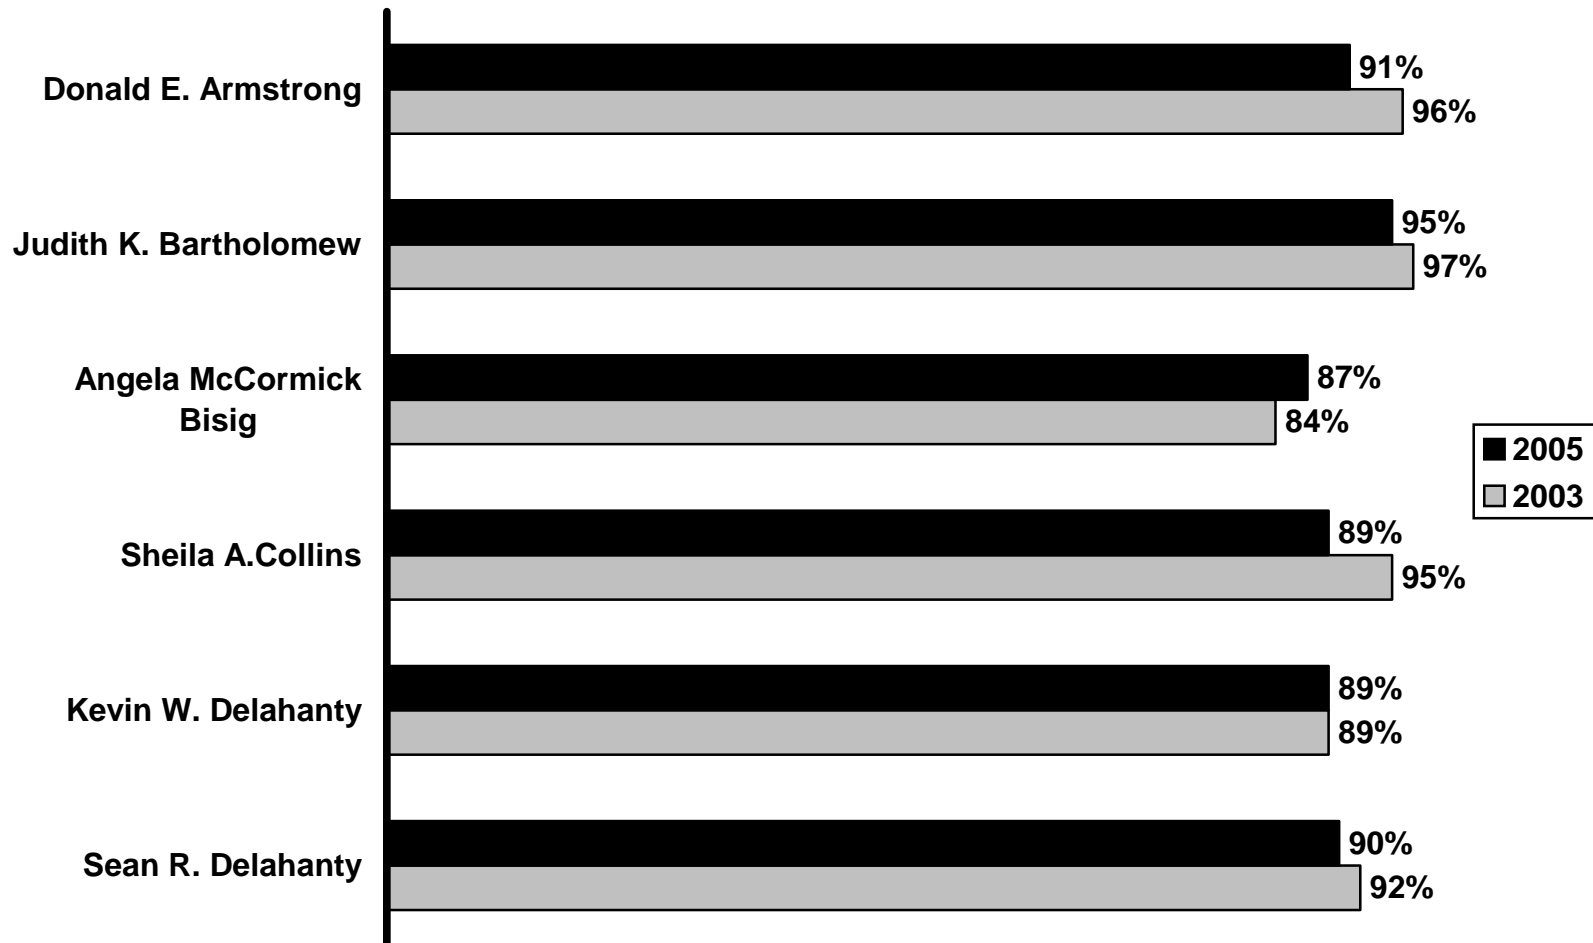 Donald E. Armstrong
91%
96%
Judith K. Bartholomew
95%
97%
Angela McCormick
Bisig
87%
84%
2005
2003
Sheila A.Collins
89%
95%
Kevin W. Delahanty
89%
89%
Sean R. Delahanty
90%
92%